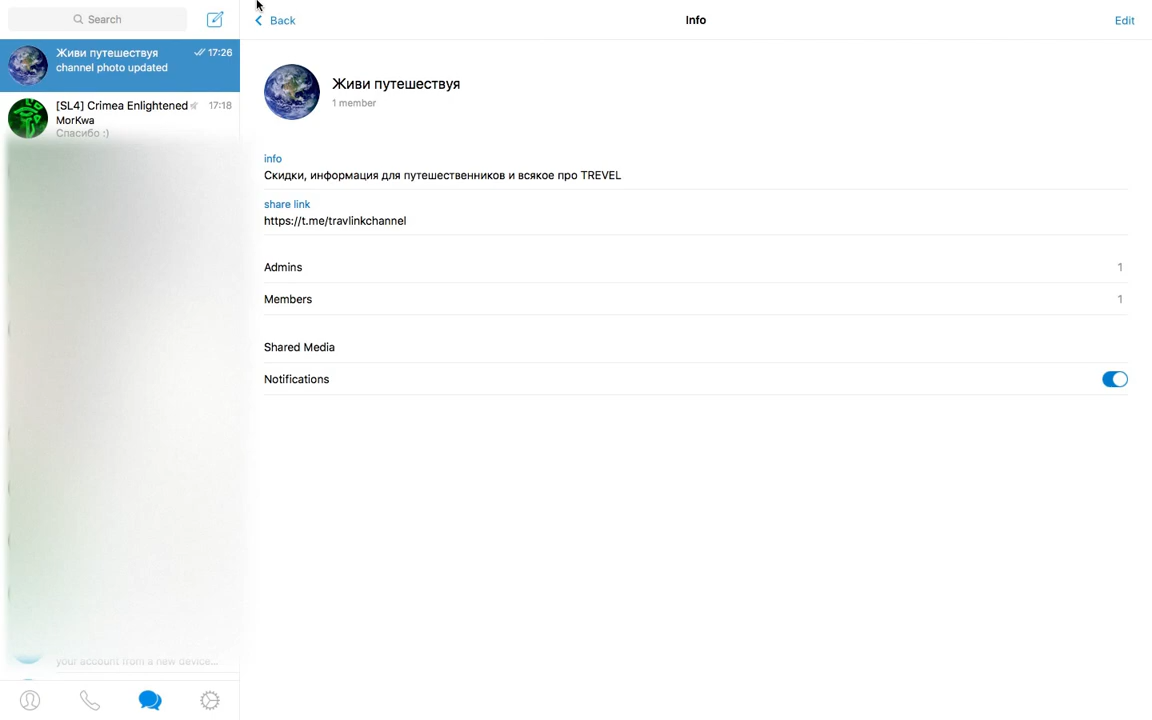 Search
Живи путешествуя 17:26
channel photo updated
[SL4] Crimea Enlightened 17:18
MorKwa
Спасибо :)
your account from a new device...
Back
Info
Edit
Живи путешествуя
1 member
info
Скидки, информация для путешественников и всякое про TREVEL
share link
https://t.me/travlinkchannel
Admins 1
Members 1
Shared Media
Notifications